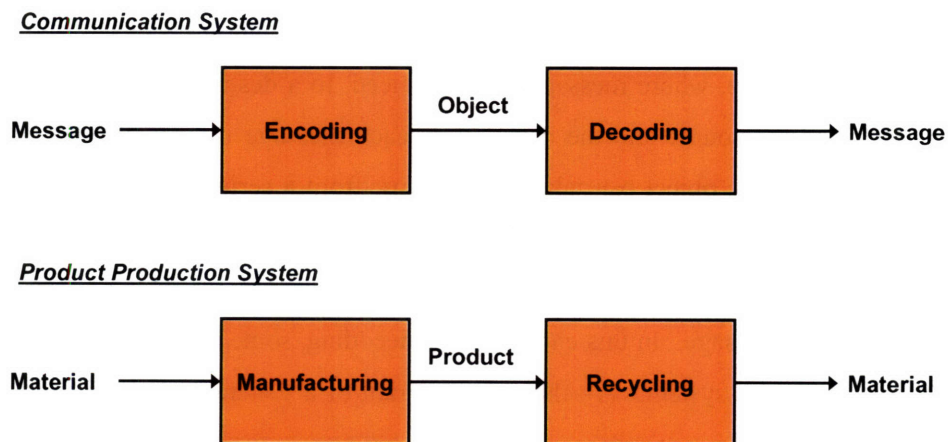 Communication System
Object
Message Encoding Decoding Message
Product Production System
Product
Material Manufacturing Recycling Material